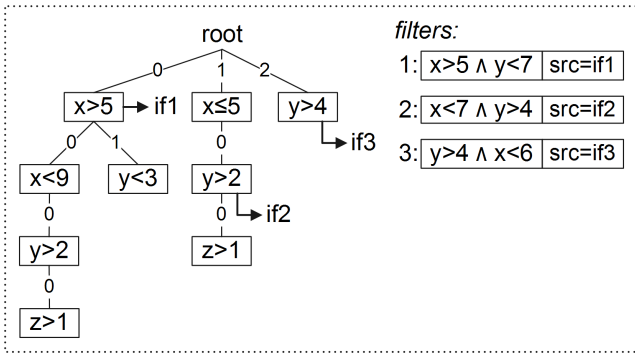 root
0
1
2
x>5
if1
x≤5
y>4
0
1
0
if3
x<9
y<3
y>2
0
0
if2
y>2
z>1
0
z>1
filters:
1: x>5 ∧ y<7 src=if1
2: x<7 ∧ y>4 src=if2
3: y>4 ∧ x<6 src=if3